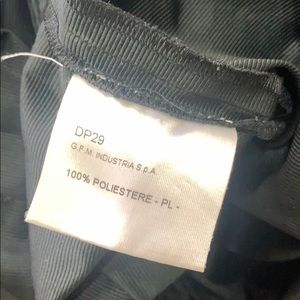 DP29
G.P.M. INDUSTRIA S.p.A.
100% POLIESTERE - PL -